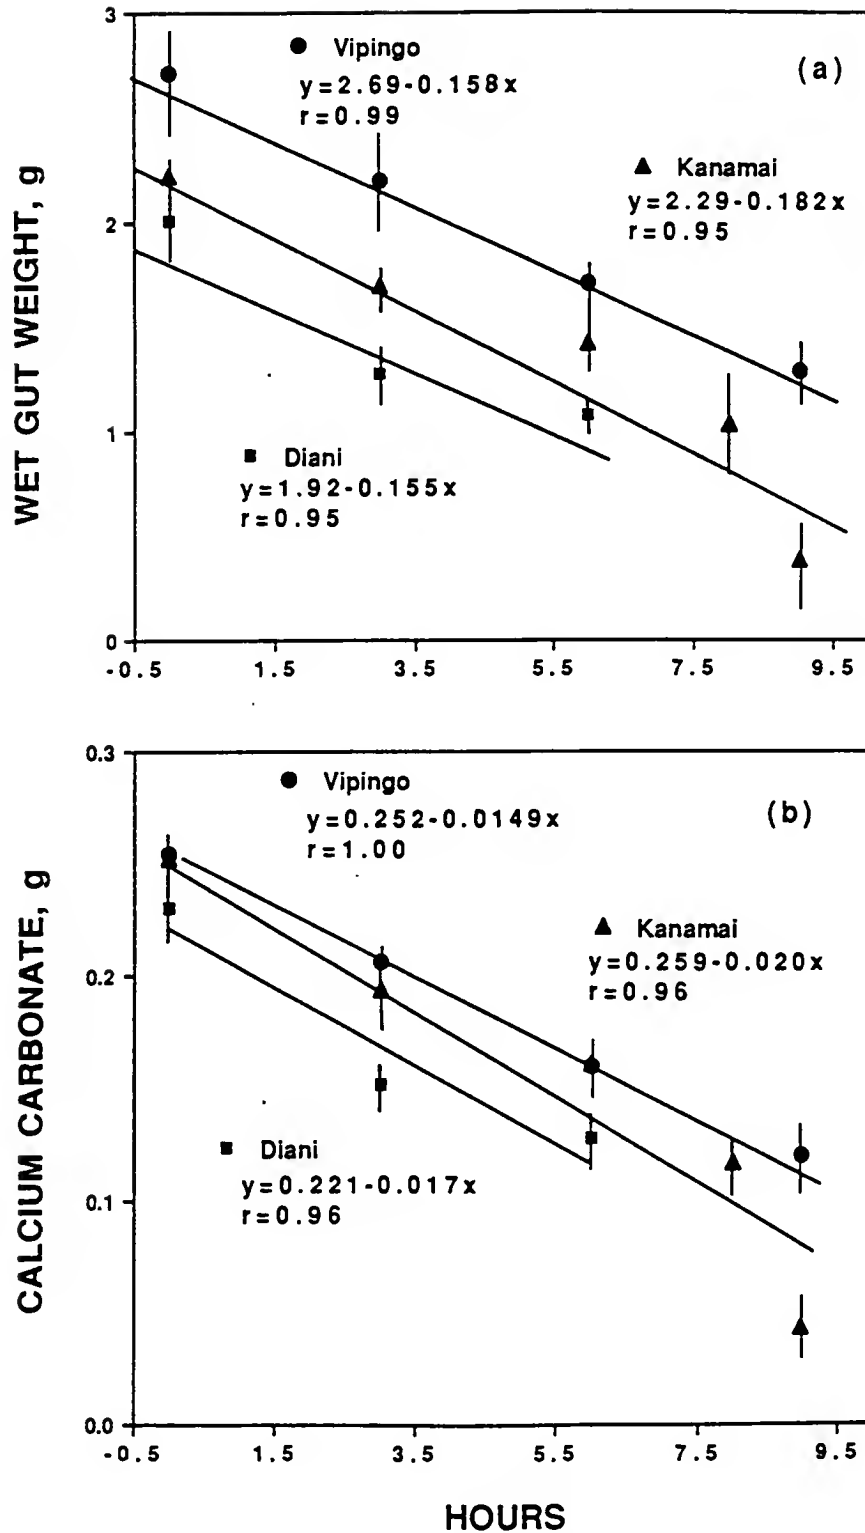 3
Vipingo
(a)
y=2.69-0.158x
r=0.99
Kanamai
y=2.29-0.182x
r=0.95
WET GUT WEIGHT, g
2
1
Diani
y=1.92-0.155x
r=0.95
0
-0.5 1.5 3.5 5.5 7.5 9.5
0.3
Vipingo
(b)
y=0.252-0.0149x
r=1.00
Kanamai
y=0.259-0.020x
r=0.96
CALCIUM CARBONATE, g
0.2
Diani
y=0.221-0.017x
r=0.96
0.1
0.0
-0.5 1.5 3.5 5.5 7.5 9.5
HOURS